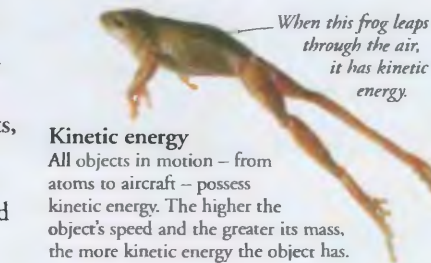 When this frog leaps
through the air,
it has kinetic
energy.
Kinetic energy
All objects in motion – from
atoms to aircraft – possess
kinetic energy. The higher the
object's speed and the greater its mass,
the more kinetic energy the object has.